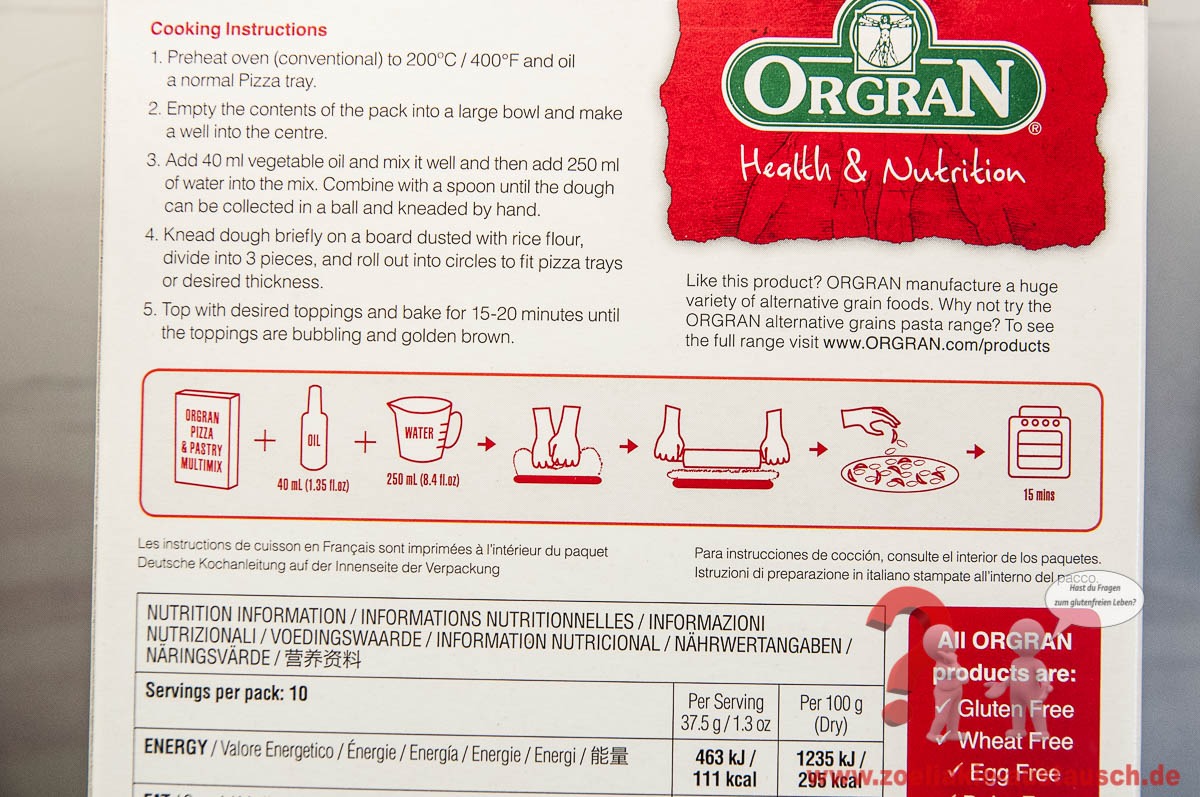 Cooking Instructions
1. Preheat oven (conventional) to 200ºC / 400°F and oil
a normal Pizza tray.
2. Empty the contents of the pack into a large bowl and make
a well into the centre.
3. Add 40 ml vegetable oil and mix it well and then add 250 ml
of water into the mix. Combine with a spoon until the dough
can be collected in a ball and kneaded by hand.
4. Knead dough briefly on a board dusted with rice flour,
divide into 3 pieces, and roll out into circles to fit pizza trays
or desired thickness.
5. Top with desired toppings and bake for 15-20 minutes until
the toppings are bubbling and golden brown.
ORGRAN®
Health & Nutrition
Like this product? ORGRAN manufacture a huge
variety of alternative grain foods. Why not try the
ORGRAN alternative grains pasta range? To see
the full range visit www.ORGRAN.com/products
ORGRAN
PIZZA
& PASTRY
MULTIMIX
+
OIL
40 mL (1.35 fl.oz)
+
WATER
250 mL (8.4 fl.oz)
15 mins
Les instructions de cuisson en Français sont imprimées à l'intérieur du paquet
Deutsche Kochanleitung auf der Innenseite der Verpackung
Para instrucciones de cocción, consulte el interior de los paquetes.
Istruzioni di preparazione in italiano stampate all'interno del pacco.
Hast du Fragen
zum glutenfreien Leben?
NUTRITION INFORMATION / INFORMATIONS NUTRITIONNELLES / INFORMAZIONI
NUTRIZIONALI / VOEDINGSWAARDE / INFORMATION NUTRICIONAL / NÄHRWERTANGABEN /
NÄRINGSVÄRDE / 营养资料
Servings per pack: 10
Per Serving
37.5 g / 1.3 oz
Per 100 g
(Dry)
ENERGY / Valore Energetico / Énergie / Energía / Energie / Energi / 能量
463 kJ /
111 kcal
1235 kJ /
295 kcal
All ORGRAN
products are:
✓ Gluten Free
✓ Wheat Free
✓ Egg Free